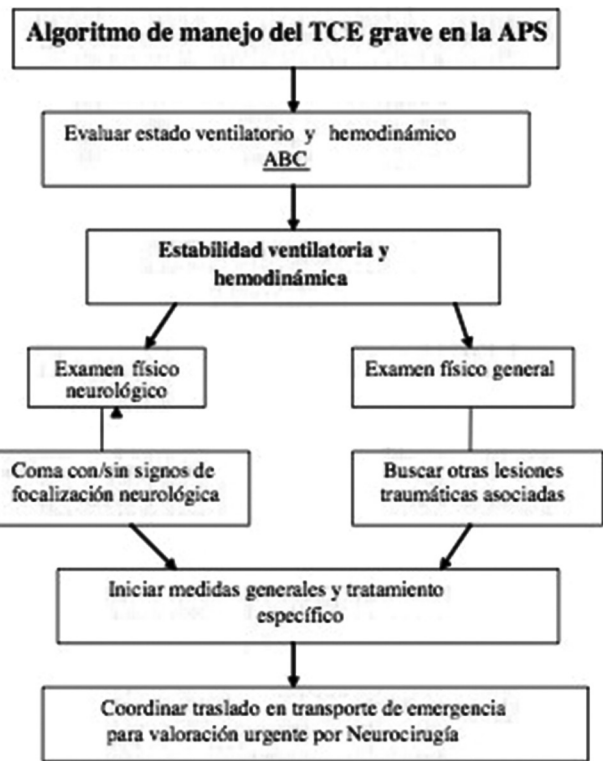 Algoritmo de manejo del TCE grave en la APS
Evaluar estado ventilatorio y hemodinámico
ABC
Estabilidad ventilatoria y
hemodinámica
Examen físico
neurológico
Examen físico general
Coma con/sin signos de
focalización neurológica
Buscar otras lesiones
traumáticas asociadas
Iniciar medidas generales y tratamiento
específico
Coordinar traslado en transporte de emergencia
para valoración urgente por Neurocirugía